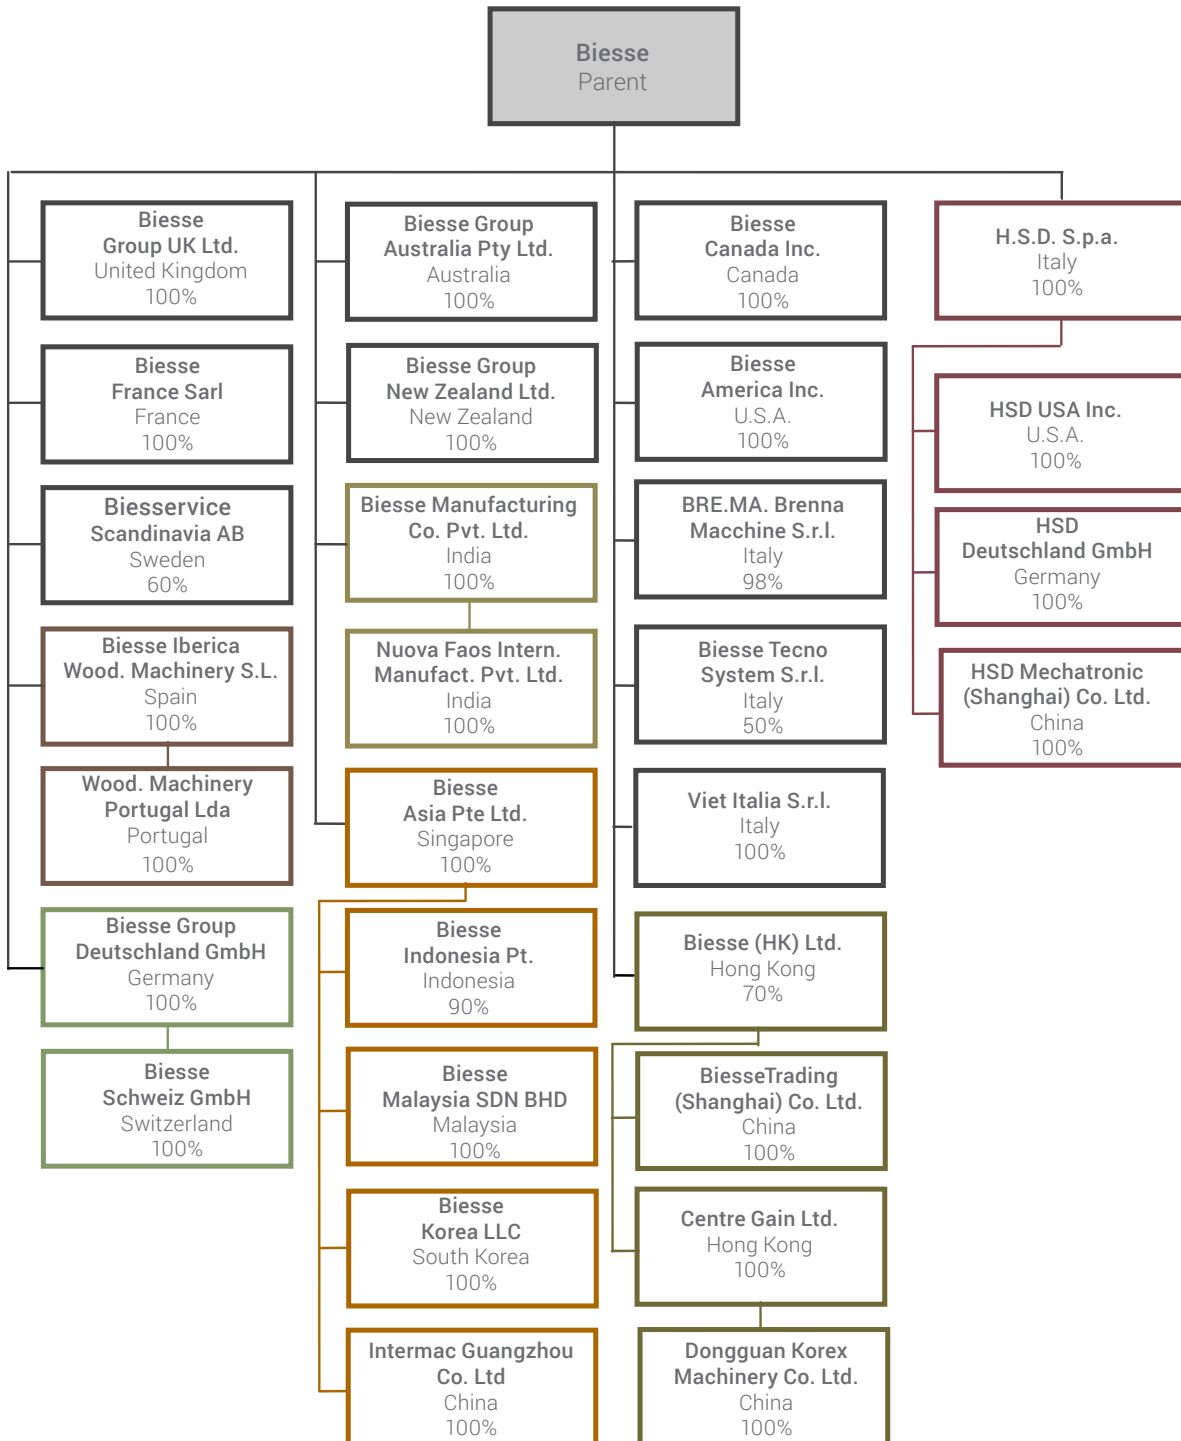 Biesse
Parent
Biesse
Group UK Ltd.
United Kingdom
100%
Biesse
France Sarl
France
100%
Biesservice
Scandinavia AB
Sweden
60%
Biesse Iberica
Wood. Machinery S.L.
Spain
100%
Wood. Machinery
Portugal Lda
Portugal
100%
Biesse Group
Deutschland GmbH
Germany
100%
Biesse
Schweiz GmbH
Switzerland
100%
Biesse Group
Australia Pty Ltd.
Australia
100%
Biesse Group
New Zealand Ltd.
New Zealand
100%
Biesse Manufacturing
Co. Pvt. Ltd.
India
100%
Nuova Faos Intern.
Manufact. Pvt. Ltd.
India
100%
Biesse
Asia Pte Ltd.
Singapore
100%
Biesse
Indonesia Pt.
Indonesia
90%
Biesse
Malaysia SDN BHD
Malaysia
100%
Biesse
Korea LLC
South Korea
100%
Intermac Guangzhou
Co. Ltd
China
100%
Biesse
Canada Inc.
Canada
100%
Biesse
America Inc.
U.S.A.
100%
BRE.MA. Brenna
Macchine S.r.l.
Italy
98%
Biesse Tecno
System S.r.l.
Italy
50%
Viet Italia S.r.l.
Italy
100%
Biesse (HK) Ltd.
Hong Kong
70%
BiesseTrading
(Shanghai) Co. Ltd.
China
100%
Centre Gain Ltd.
Hong Kong
100%
Dongguan Korex
Machinery Co. Ltd.
China
100%
H.S.D. S.p.a.
Italy
100%
HSD USA Inc.
U.S.A.
100%
HSD
Deutschland GmbH
Germany
100%
HSD Mechatronic
(Shanghai) Co. Ltd.
China
100%